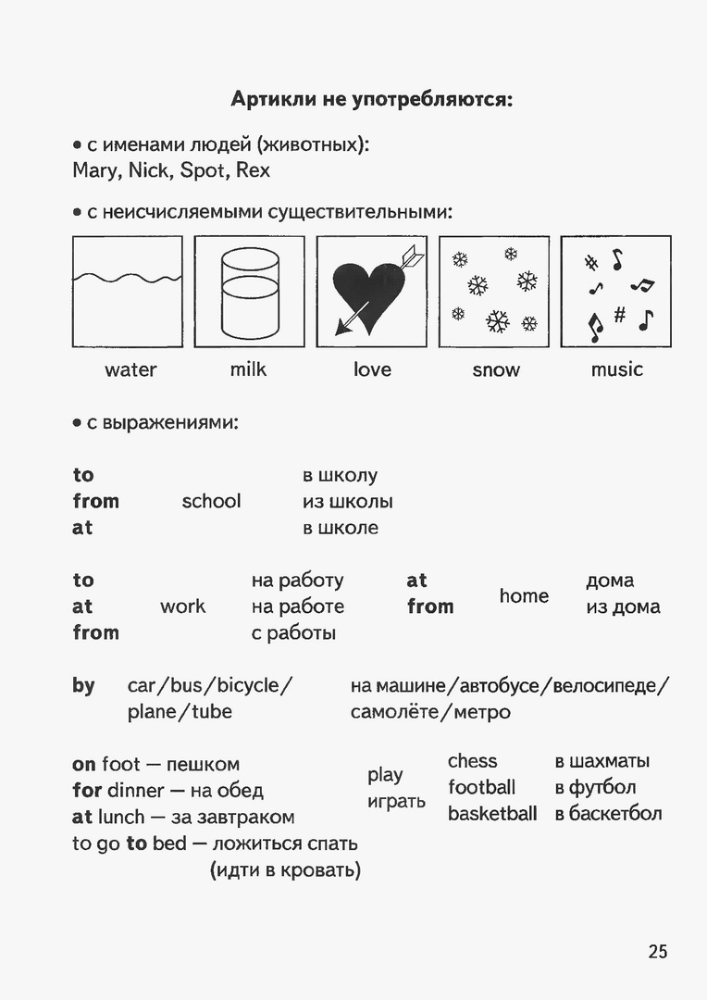 Артикли не употребляются:
• с именами людей (животных):
Mary, Nick, Spot, Rex
• с неисчисляемыми существительными:
water milk love snow music
• с выражениями:
to в школу
from school из школы
at в школе
to на работу at дома
at work на работе from home из дома
from с работы
by car/bus/bicycle/ на машине/автобусе/велосипеде/
plane/tube самолёте/метро
on foot — пешком
for dinner — на обед
at lunch — за завтраком
to go to bed — ложиться спать
(идти в кровать)
play chess в шахматы
играть football в футбол
basketball в баскетбол
25